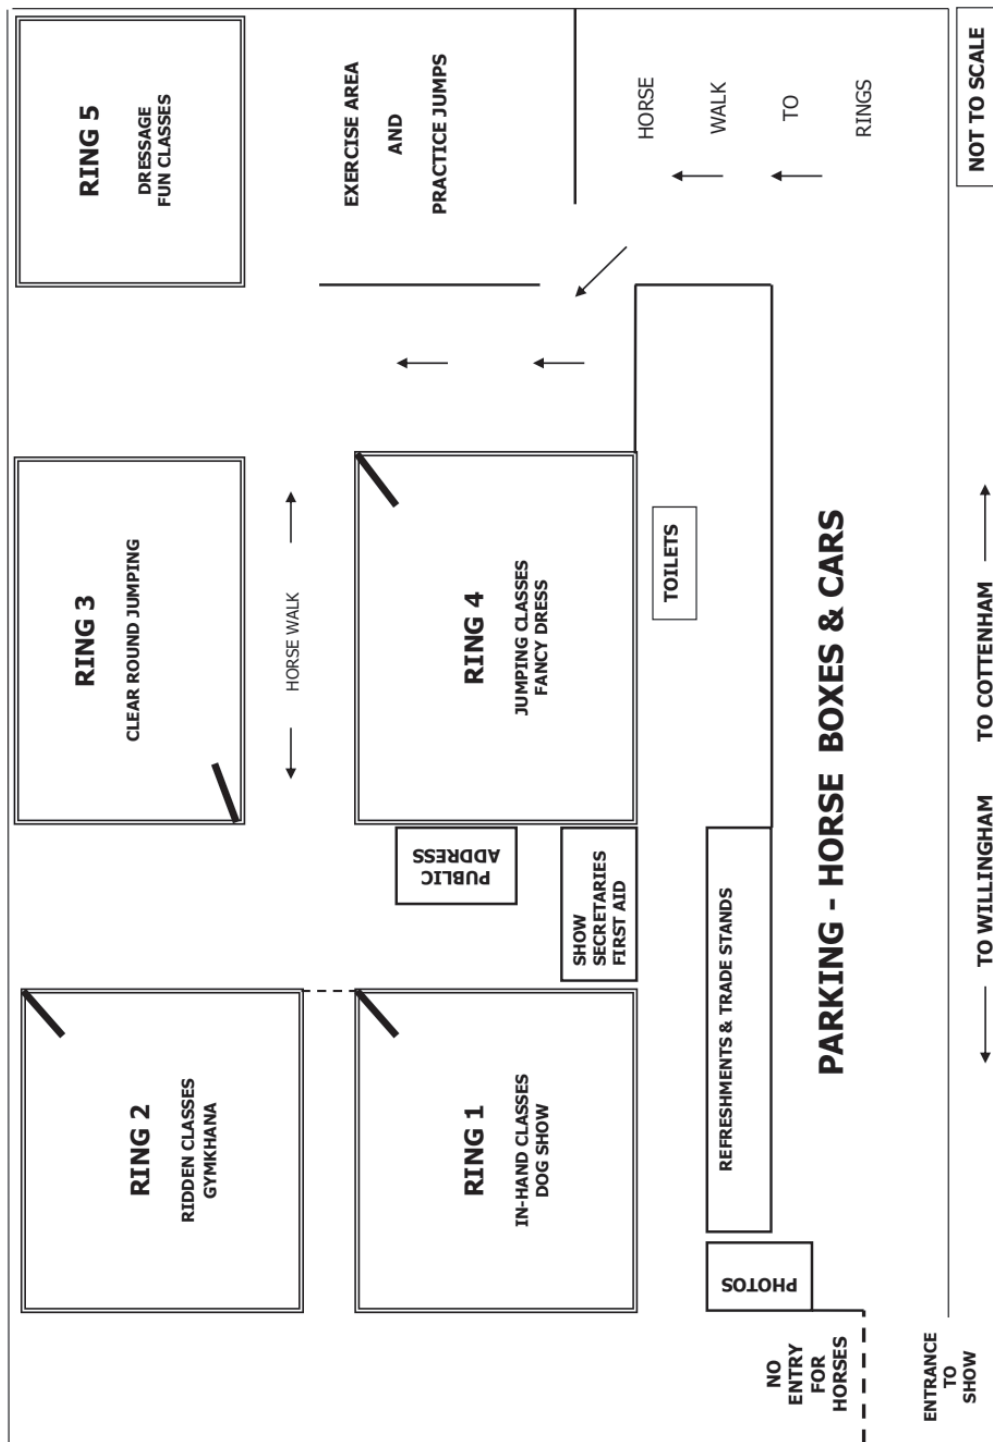 RING 2
RIDDEN CLASSES
GYMKHANA
RING 3
CLEAR ROUND JUMPING
RING 5
DRESSAGE
FUN CLASSES
HORSE WALK
EXERCISE AREA
AND
PRACTICE JUMPS
RING 1
IN-HAND CLASSES
DOG SHOW
PUBLIC
ADDRESS
SHOW
SECRETARIES
FIRST AID
RING 4
JUMPING CLASSES
FANCY DRESS
HORSE
WALK
TO
RINGS
TOILETS
REFRESHMENTS & TRADE STANDS
PHOTOS
NO
ENTRY
FOR
HORSES
PARKING - HORSE BOXES & CARS
ENTRANCE
TO
SHOW
TO WILLINGHAM
TO COTTENHAM
NOT TO SCALE